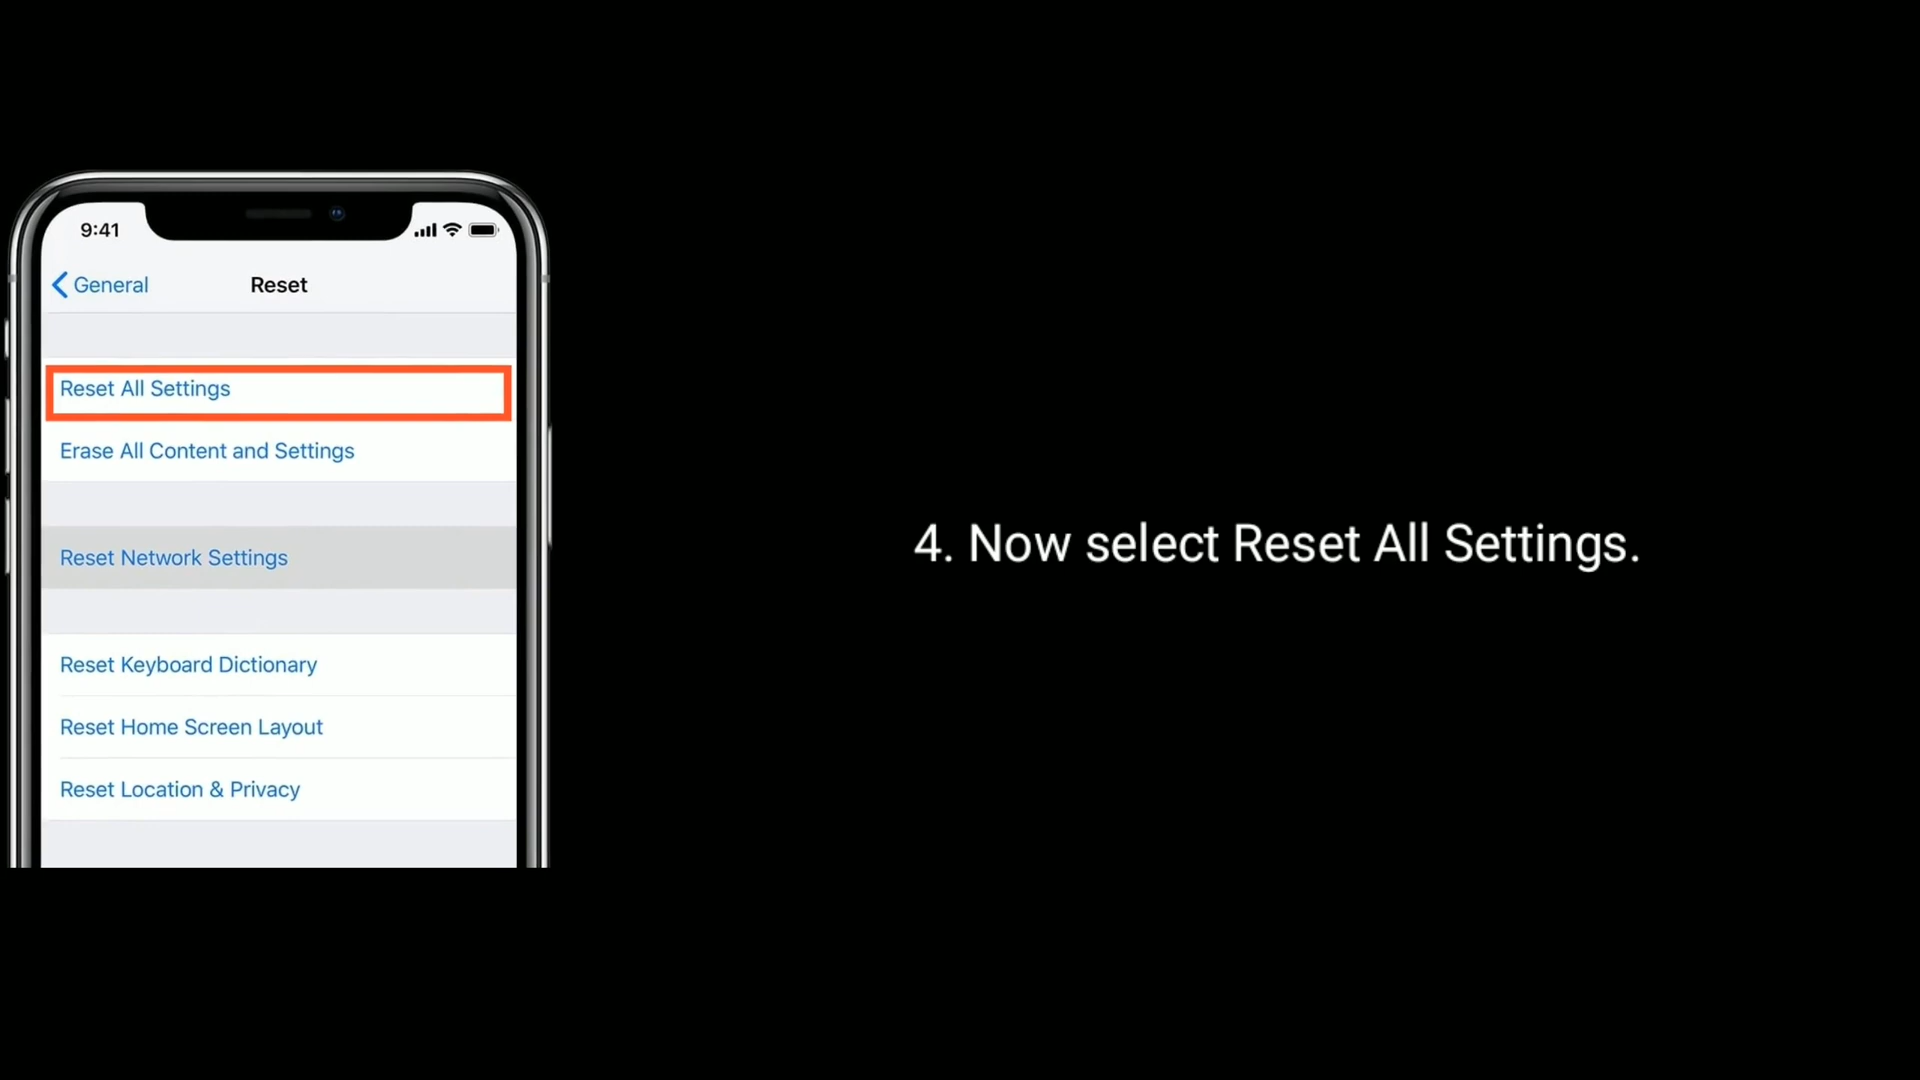 9:41
General
Reset
Reset All Settings
Erase All Content and Settings
Reset Network Settings
Reset Keyboard Dictionary
Reset Home Screen Layout
Reset Location & Privacy
4. Now select Reset All Settings.